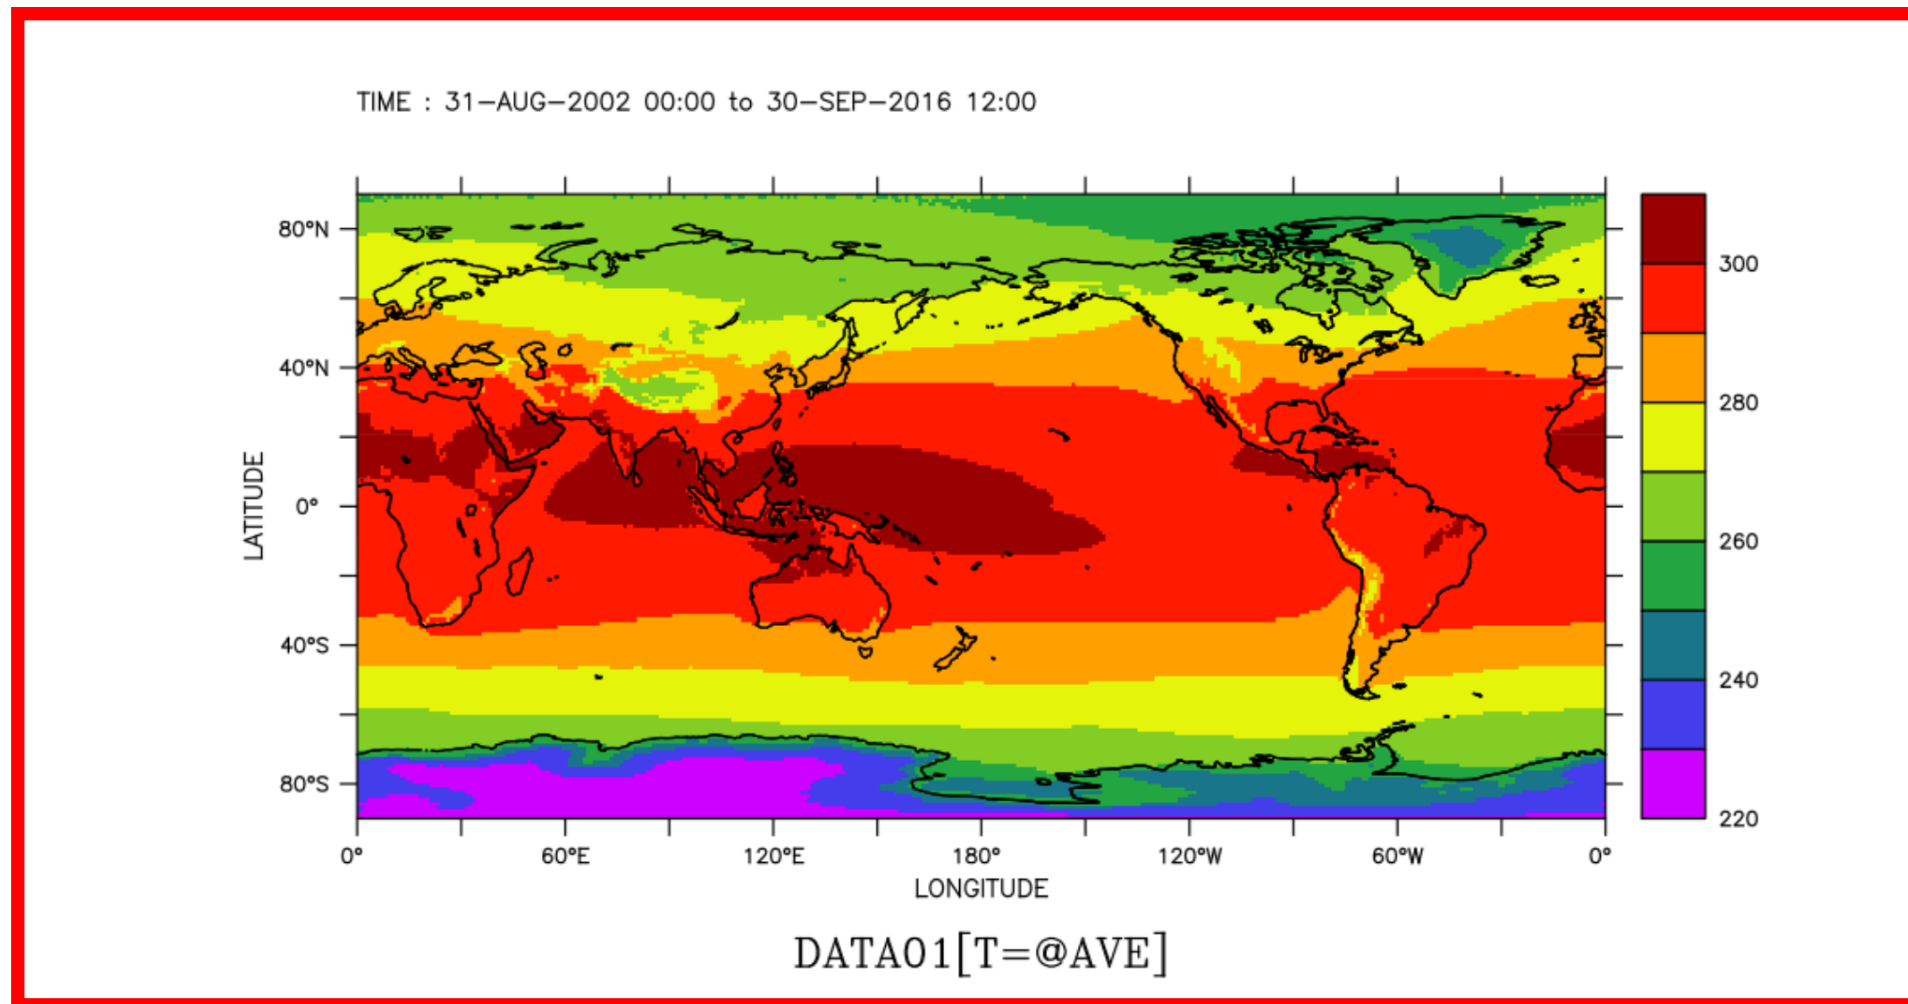 TIME : 31-AUG-2002 00:00 to 30-SEP-2016 12:00
80°N
40°N
0°
40°S
80°S
LATITUDE
0°
60°E
120°E
180°
120°W
60°W
0°
LONGITUDE
300
280
260
240
220
DATA01[T=@AVE]